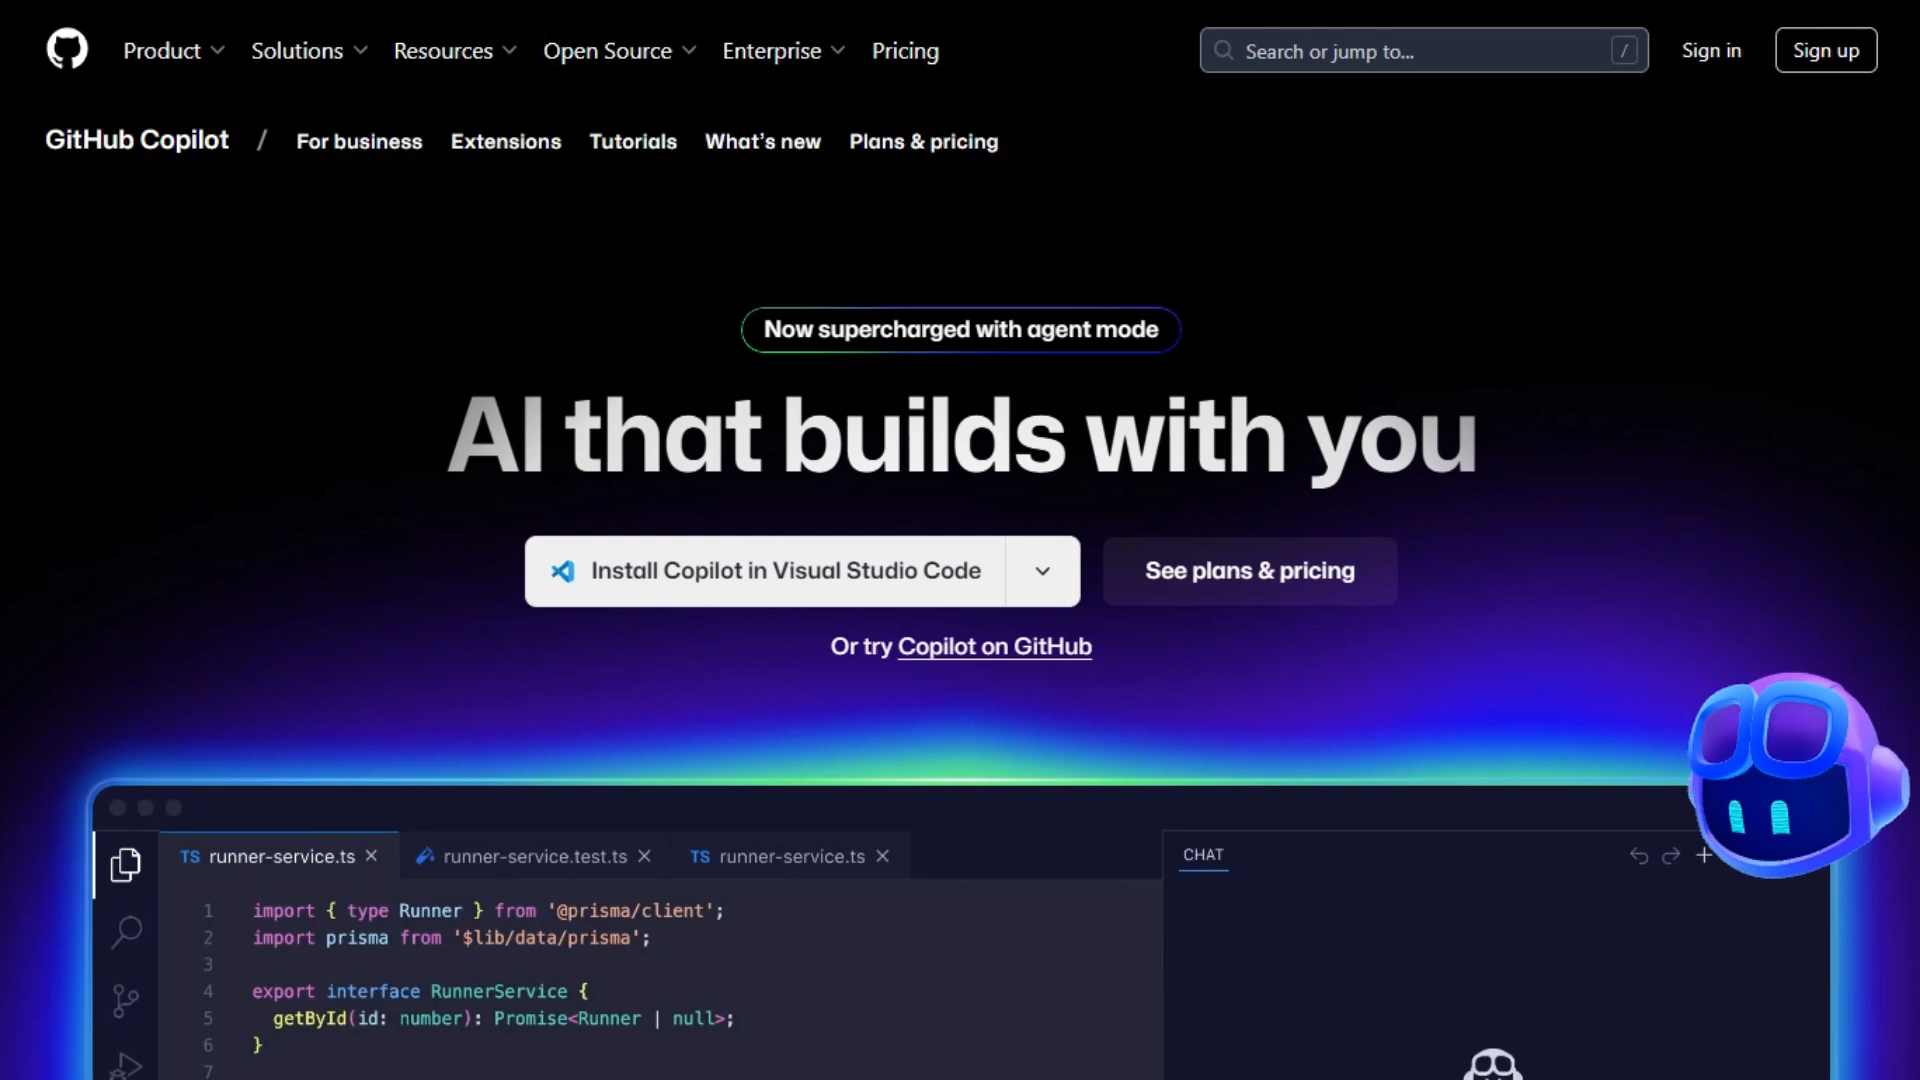 Product Solutions Resources Open Source Enterprise Pricing Search or jump to... / Sign in Sign up
GitHub Copilot / For business Extensions Tutorials What's new Plans & pricing
Now supercharged with agent mode
AI that builds with you
Install Copilot in Visual Studio Code See plans & pricing
Or try Copilot on GitHub
TS runner-service.ts × runner-service.test.ts × TS runner-service.ts × CHAT
1 import { type Runner } from '@prisma/client';
2 import prisma from '$lib/data/prisma';
3
4 export interface RunnerService {
5 getById(id: number): Promise<Runner | null>;
6 }
7